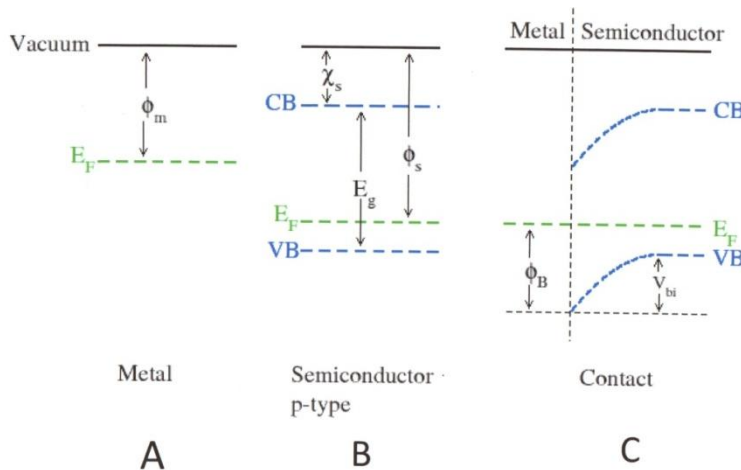 Vacuum
ϕm
EF
Metal
A
χs
CB
ϕs
Eg
EF
VB
Semiconductor
p-type
B
Metal Semiconductor
CB
EF
ϕB
VB
Vbi
Contact
C